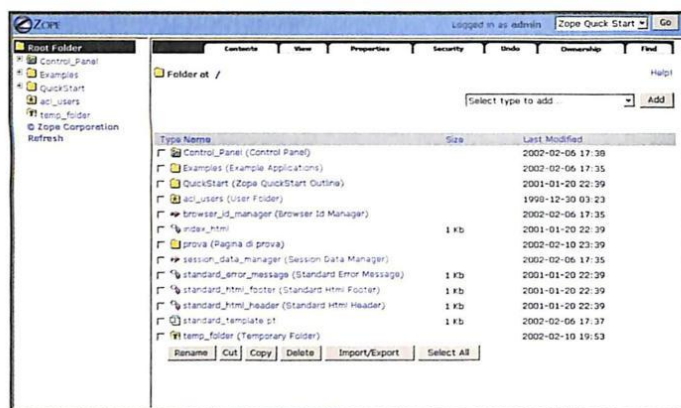 ZOPE Logged in as admin Zope Quick Start Go
Root Folder
Control_Panel
Examples
QuickStart
acl_users
temp_folder
© Zope Corporation
Refresh
Contents View Properties Security Undo Ownership Find
Folder at / Help!
Select type to add... Add
Type Name Size Last Modified
Control_Panel (Control Panel) 2002-02-06 17:38
Examples (Example Applications) 2002-02-06 17:35
QuickStart (Zope QuickStart Outline) 2001-01-20 22:39
acl_users (User Folder) 1998-12-30 03:23
browser_id_manager (Browser Id Manager) 2002-02-06 17:35
index_html 1 Kb 2001-01-20 22:39
prova (Pagina di prova) 2002-02-10 23:39
session_data_manager (Session Data Manager) 2002-02-06 17:35
standard_error_message (Standard Error Message) 1 Kb 2001-01-20 22:39
standard_html_footer (Standard Html Footer) 1 Kb 2001-01-20 22:39
standard_html_header (Standard Html Header) 1 Kb 2001-01-20 22:39
standard_template.pt 1 Kb 2002-02-06 17:37
temp_folder (Temporary Folder) 2002-02-10 19:53
Rename Cut Copy Delete Import/Export Select All